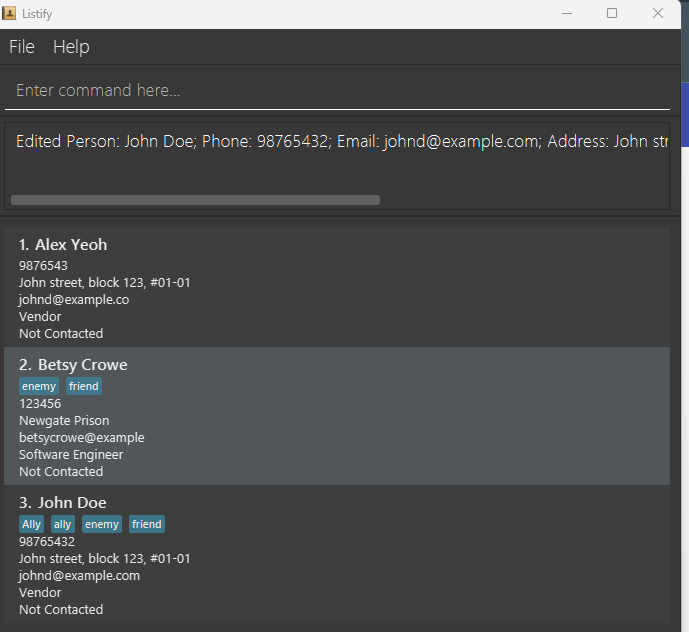 Listify
File Help
Enter command here...
Edited Person: John Doe; Phone: 98765432; Email: johnd@example.com; Address: John str
1. Alex Yeoh
9876543
John street, block 123, #01-01
johnd@example.co
Vendor
Not Contacted
2. Betsy Crowe
enemy friend
123456
Newgate Prison
betsycrowe@example
Software Engineer
Not Contacted
3. John Doe
Ally ally enemy friend
98765432
John street, block 123, #01-01
johnd@example.com
Vendor
Not Contacted